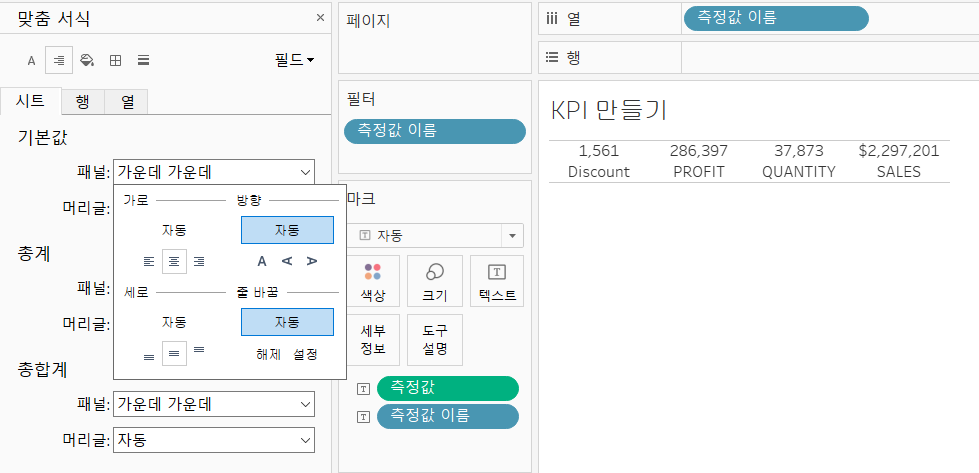 맞춤 서식
필드
시트
행
열
기본값
패널:
가운데 가운데
머리글:
가로
방향
자동
자동
A
A
A
세로
줄 바꿈
자동
자동
해제
설정
총계
패널:
머리글:
총합계
패널:
가운데 가운데
머리글:
자동
페이지
필터
측정값 이름
마크
자동
색상
크기
텍스트
세부
정보
도구
설명
측정값
측정값 이름
열
측정값 이름
행
KPI 만들기
1,561 286,397 37,873 $2,297,201
Discount PROFIT QUANTITY SALES